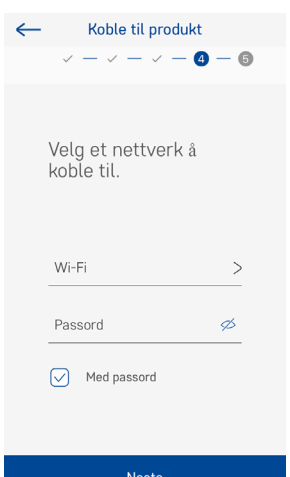 Koble til produkt
4 5
Velg et nettverk å
koble til.
Wi-Fi
Passord
Med passord
Neste